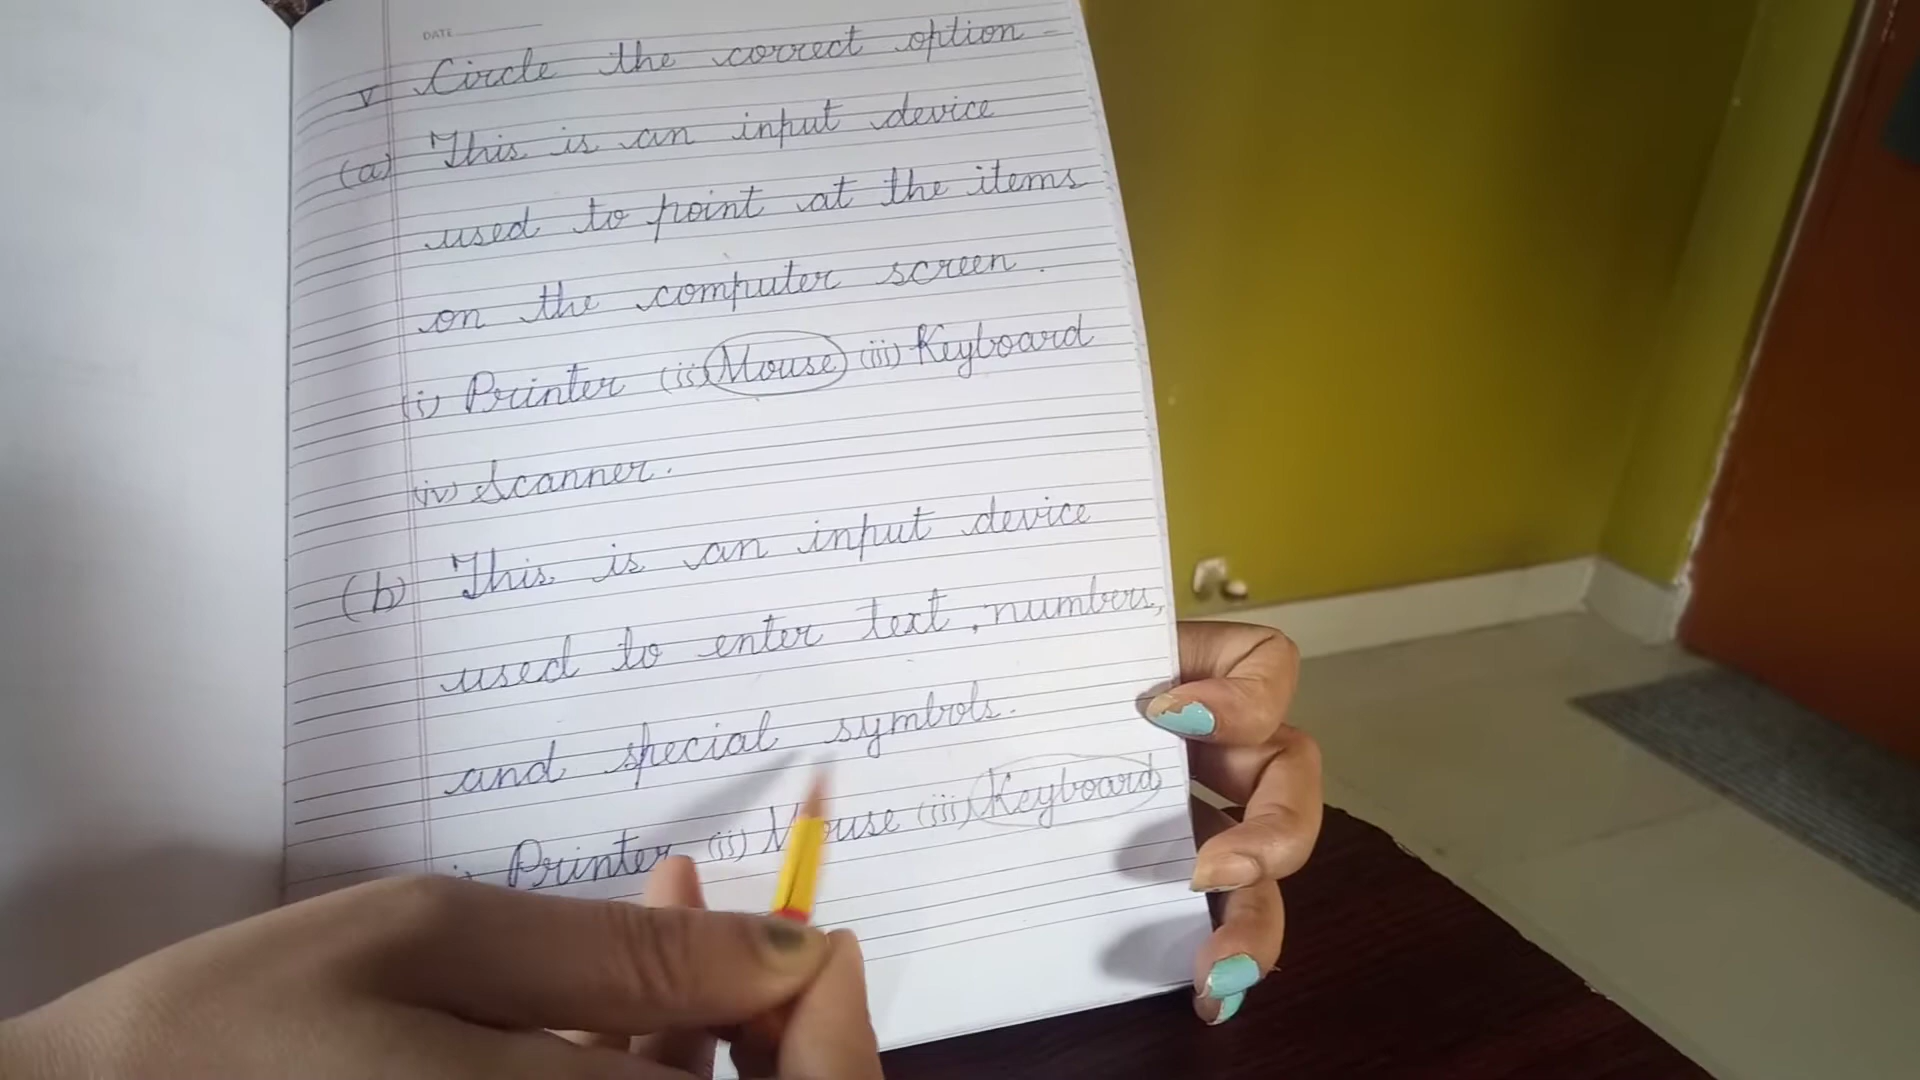 DATE
V Circle the correct option -
(a) This is an input device
used to point at the items
on the computer screen.
(i) Printer (ii) Mouse (iii) Keyboard
(iv) Scanner.
(b) This is an input device
used to enter text, numbers,
and special symbols.
Printer (ii) Mouse (iii) Keyboard